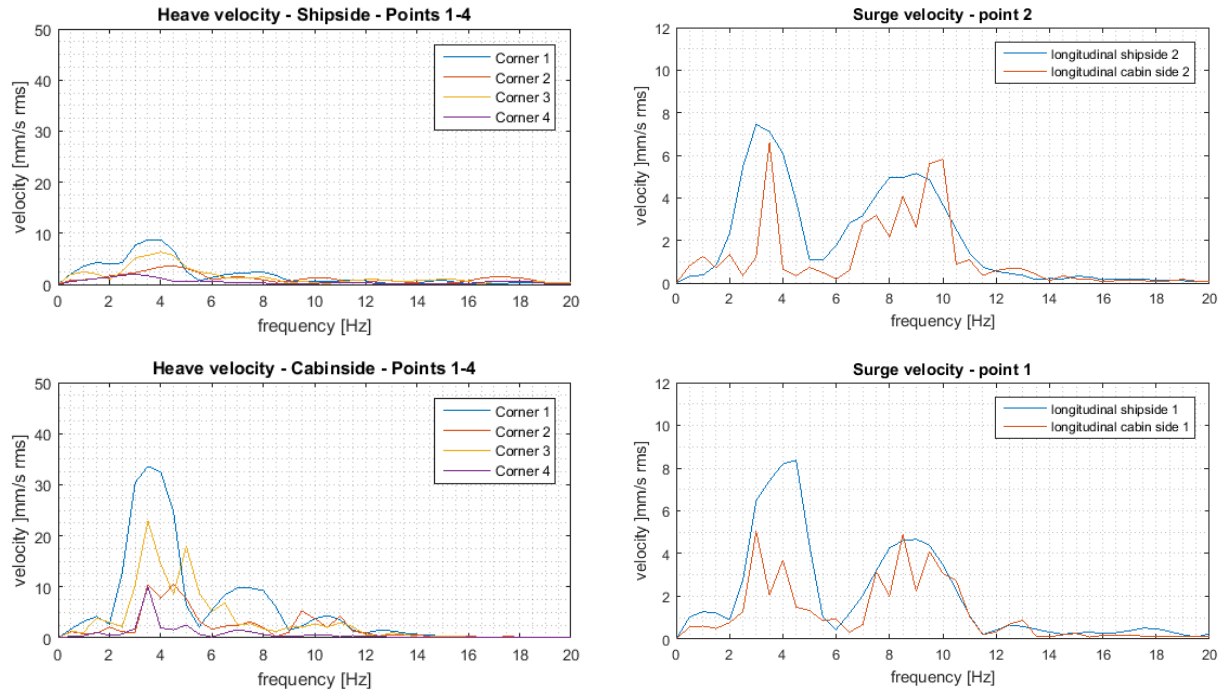 Heave velocity - Shipside - Points 1-4
50
40
30
20
10
0
velocity [mm/s rms]
Corner 1
Corner 2
Corner 3
Corner 4
0 2 4 6 8 10 12 14 16 18 20
frequency [Hz]
Surge velocity - point 2
12
10
8
6
4
2
0
velocity ]mm/s rms]
longitudinal shipside 2
longitudinal cabin side 2
0 2 4 6 8 10 12 14 16 18 20
frequency [Hz]
Heave velocity - Cabinside - Points 1-4
50
40
30
20
10
0
velocity ]mm/s rms]
Corner 1
Corner 2
Corner 3
Corner 4
0 2 4 6 8 10 12 14 16 18 20
frequency [Hz]
Surge velocity - point 1
12
10
8
6
4
2
0
velocity ]mm/s rms]
longitudinal shipside 1
longitudinal cabin side 1
0 2 4 6 8 10 12 14 16 18 20
frequency [Hz]